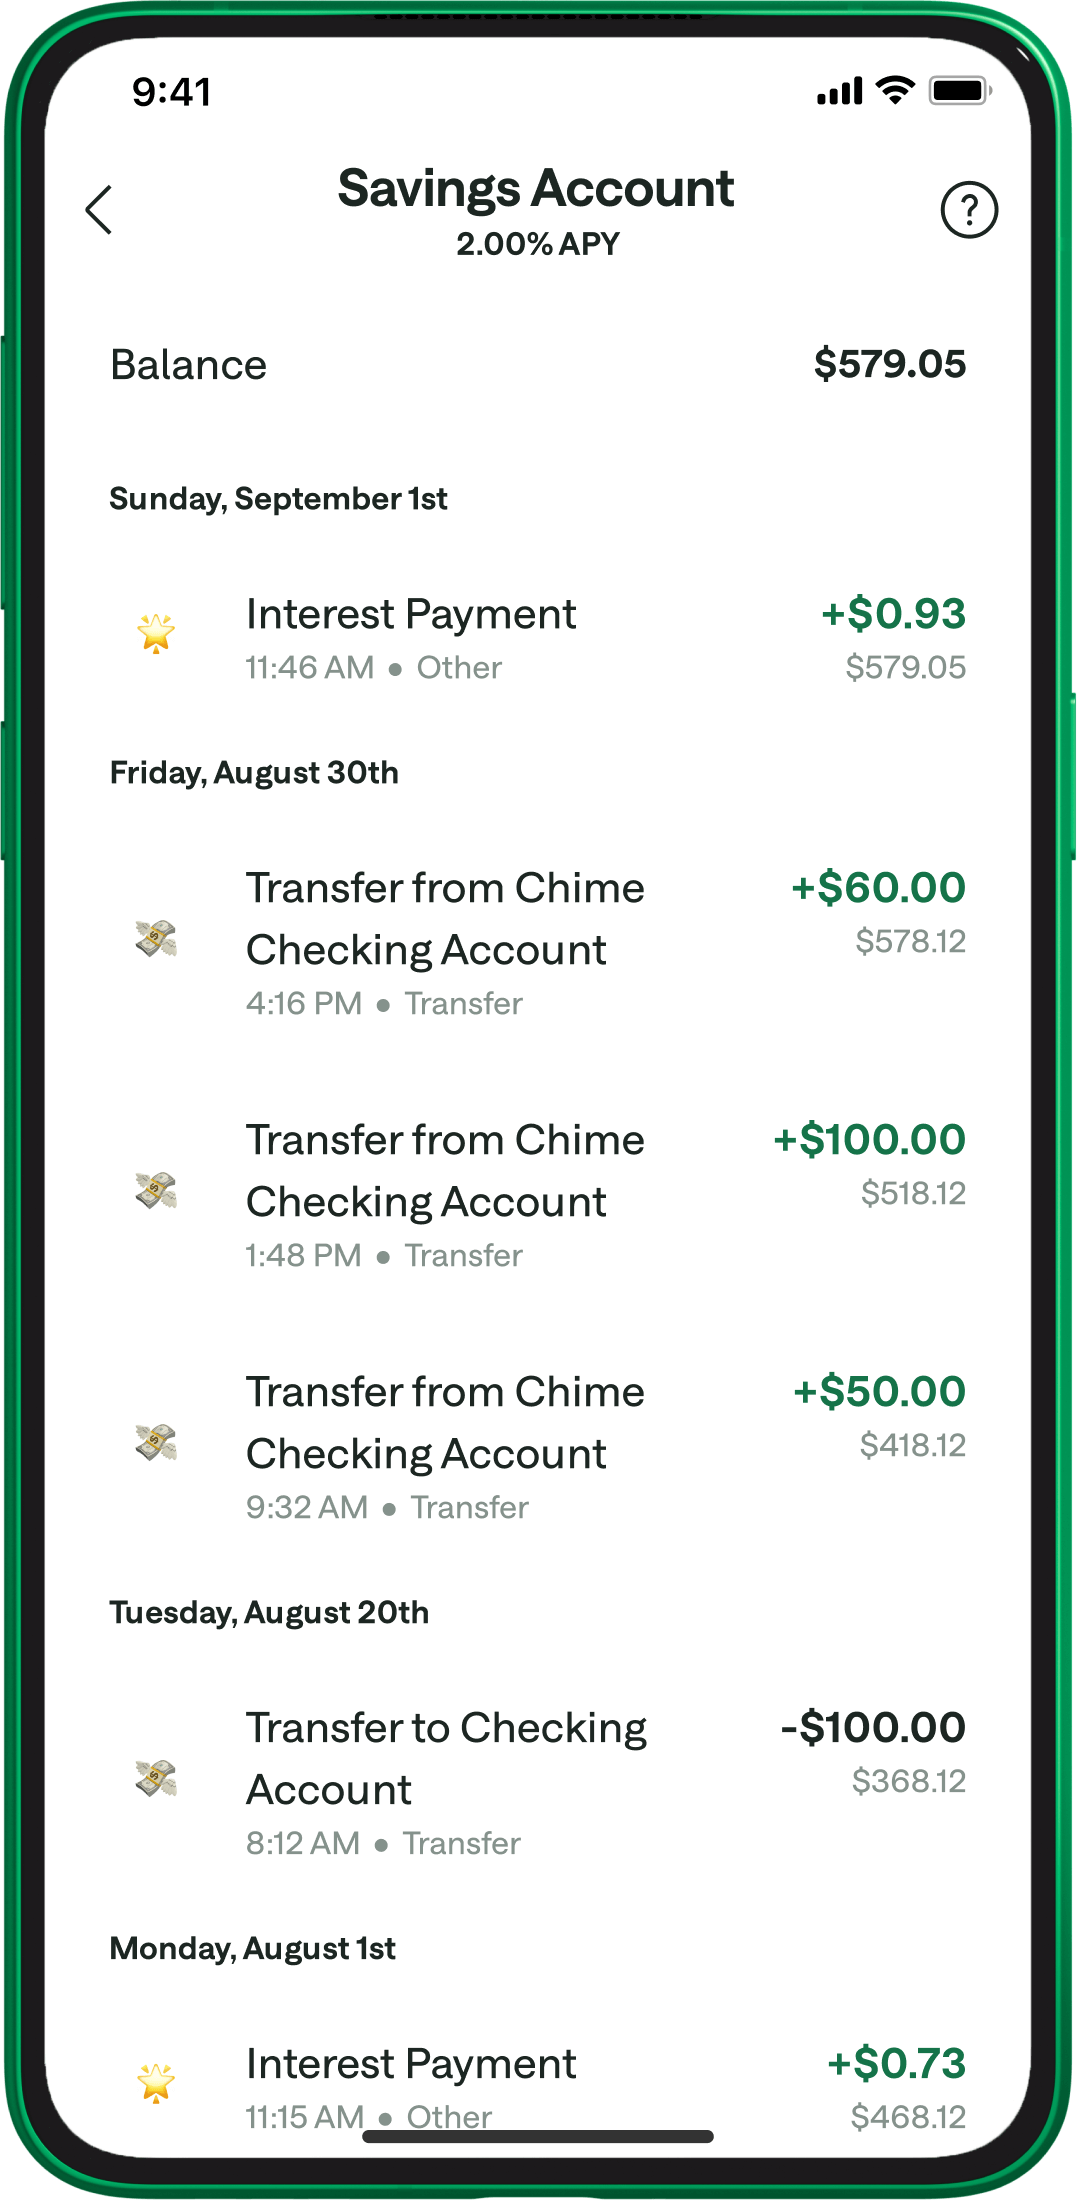 9:41
Savings Account
2.00% APY
Balance
$579.05
Sunday, September 1st
Interest Payment
+$0.93
11:46 AM ● Other
$579.05
Friday, August 30th
Transfer from Chime
+$60.00
Checking Account
$578.12
4:16 PM ● Transfer
Transfer from Chime
+$100.00
Checking Account
$518.12
1:48 PM ● Transfer
Transfer from Chime
+$50.00
Checking Account
$418.12
9:32 AM ● Transfer
Tuesday, August 20th
Transfer to Checking
-$100.00
Account
$368.12
8:12 AM ● Transfer
Monday, August 1st
Interest Payment
+$0.73
11:15 AM ● Other
$468.12